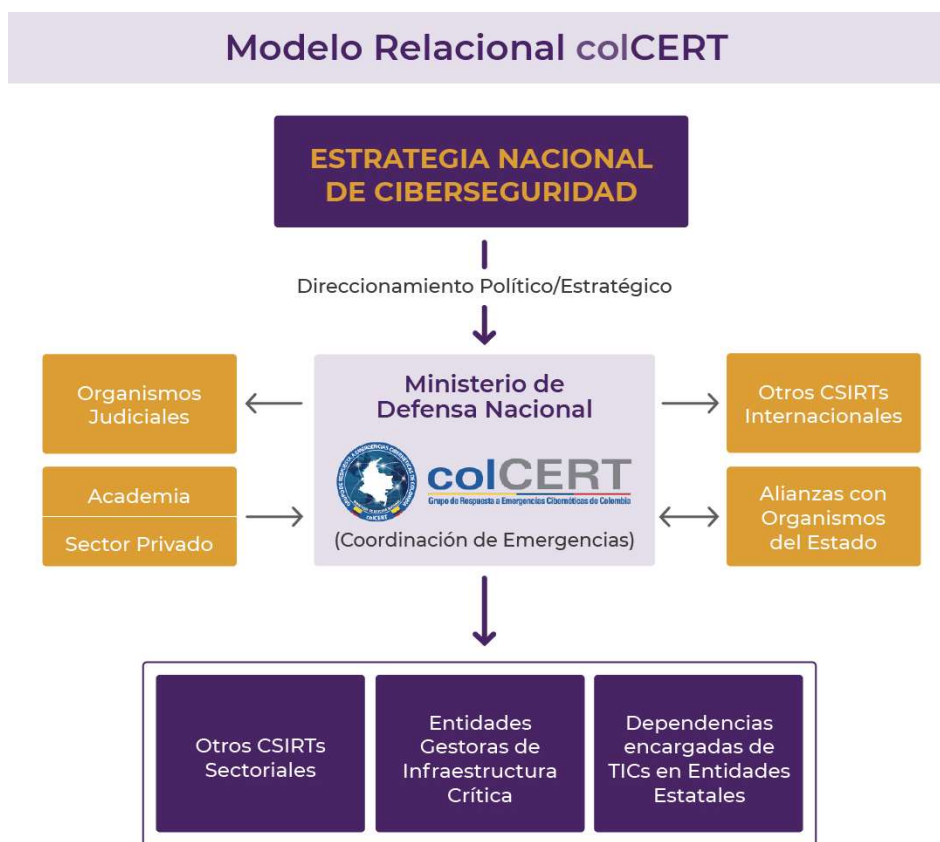 Modelo Relacional colCERT
ESTRATEGIA NACIONAL
DE CIBERSEGURIDAD
Direccionamiento Político/Estratégico
Organismos
Judiciales
Academia
Sector Privado
Ministerio de
Defensa Nacional
colCERT
Grupo de Respuesta a Emergencias Cibernéticas de Colombia
colCERT
(Coordinación de Emergencias)
Otros CSIRTs
Internacionales
Alianzas con
Organismos
del Estado
Otros CSIRTs
Sectoriales
Entidades
Gestoras de
Infraestructura
Crítica
Dependencias
encargadas de
TICs en Entidades
Estatales